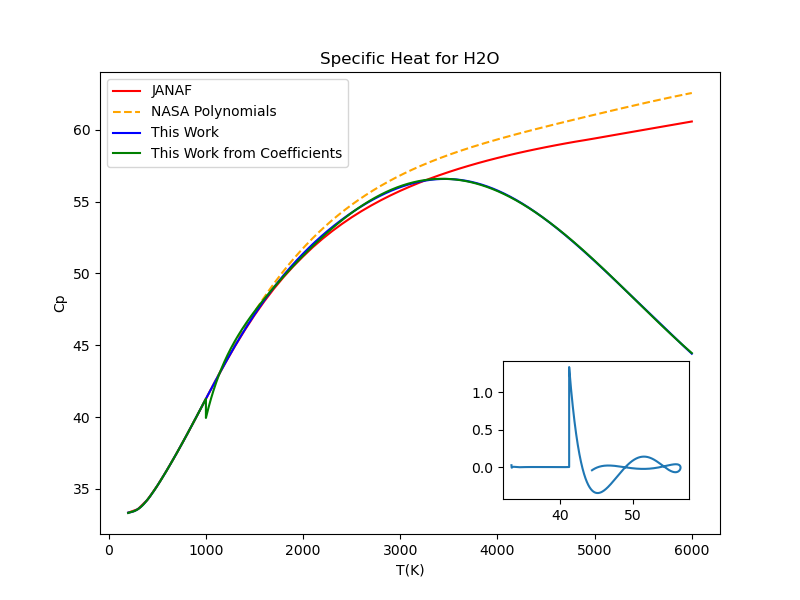 Specific Heat for H2O
JANAF
NASA Polynomials
This Work
This Work from Coefficients
Cp
60
55
50
45
40
35
1.0
0.5
0.0
40 50
0 1000 2000 3000 4000 5000 6000
T(K)